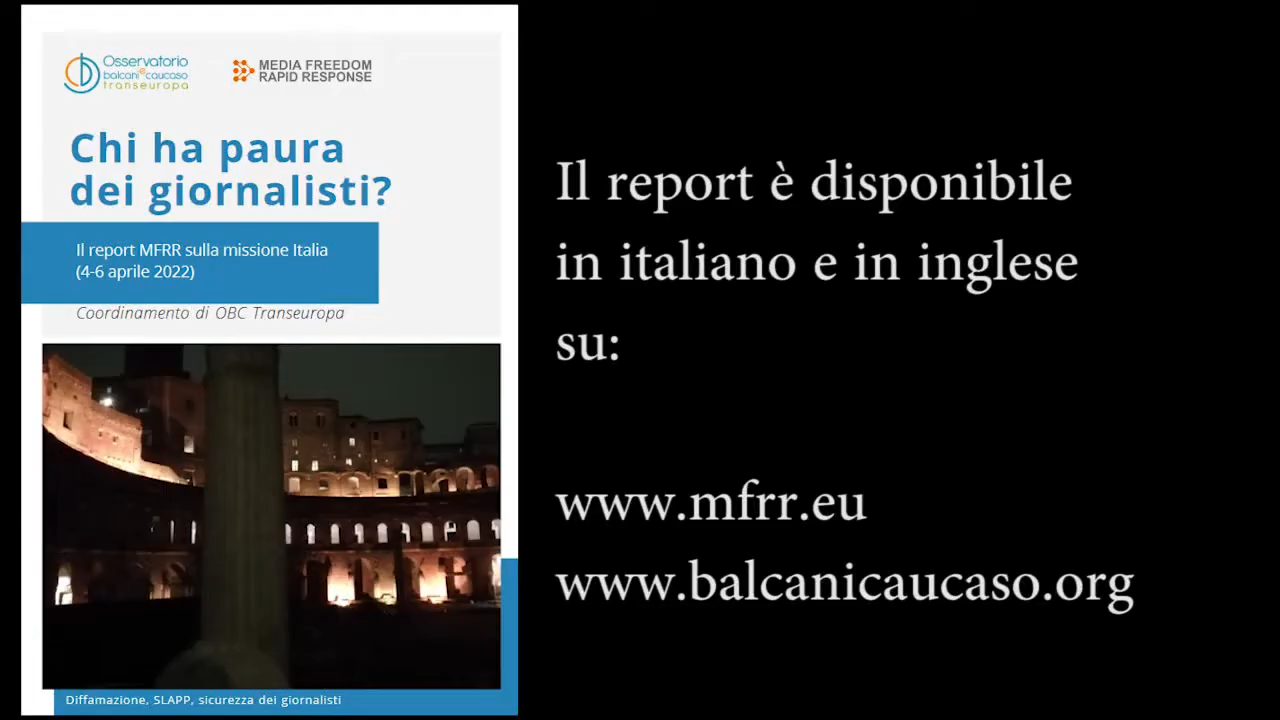 Osservatorio
balcani e caucaso
transeuropa
MEDIA FREEDOM
RAPID RESPONSE
Chi ha paura
dei giornalisti?
Il report MFRR sulla missione Italia
(4-6 aprile 2022)
Coordinamento di OBC Transeuropa
Diffamazione, SLAPP, sicurezza dei giornalisti
Il report è disponibile
in italiano e in inglese
su:
www.mfrr.eu
www.balcanicaucaso.org